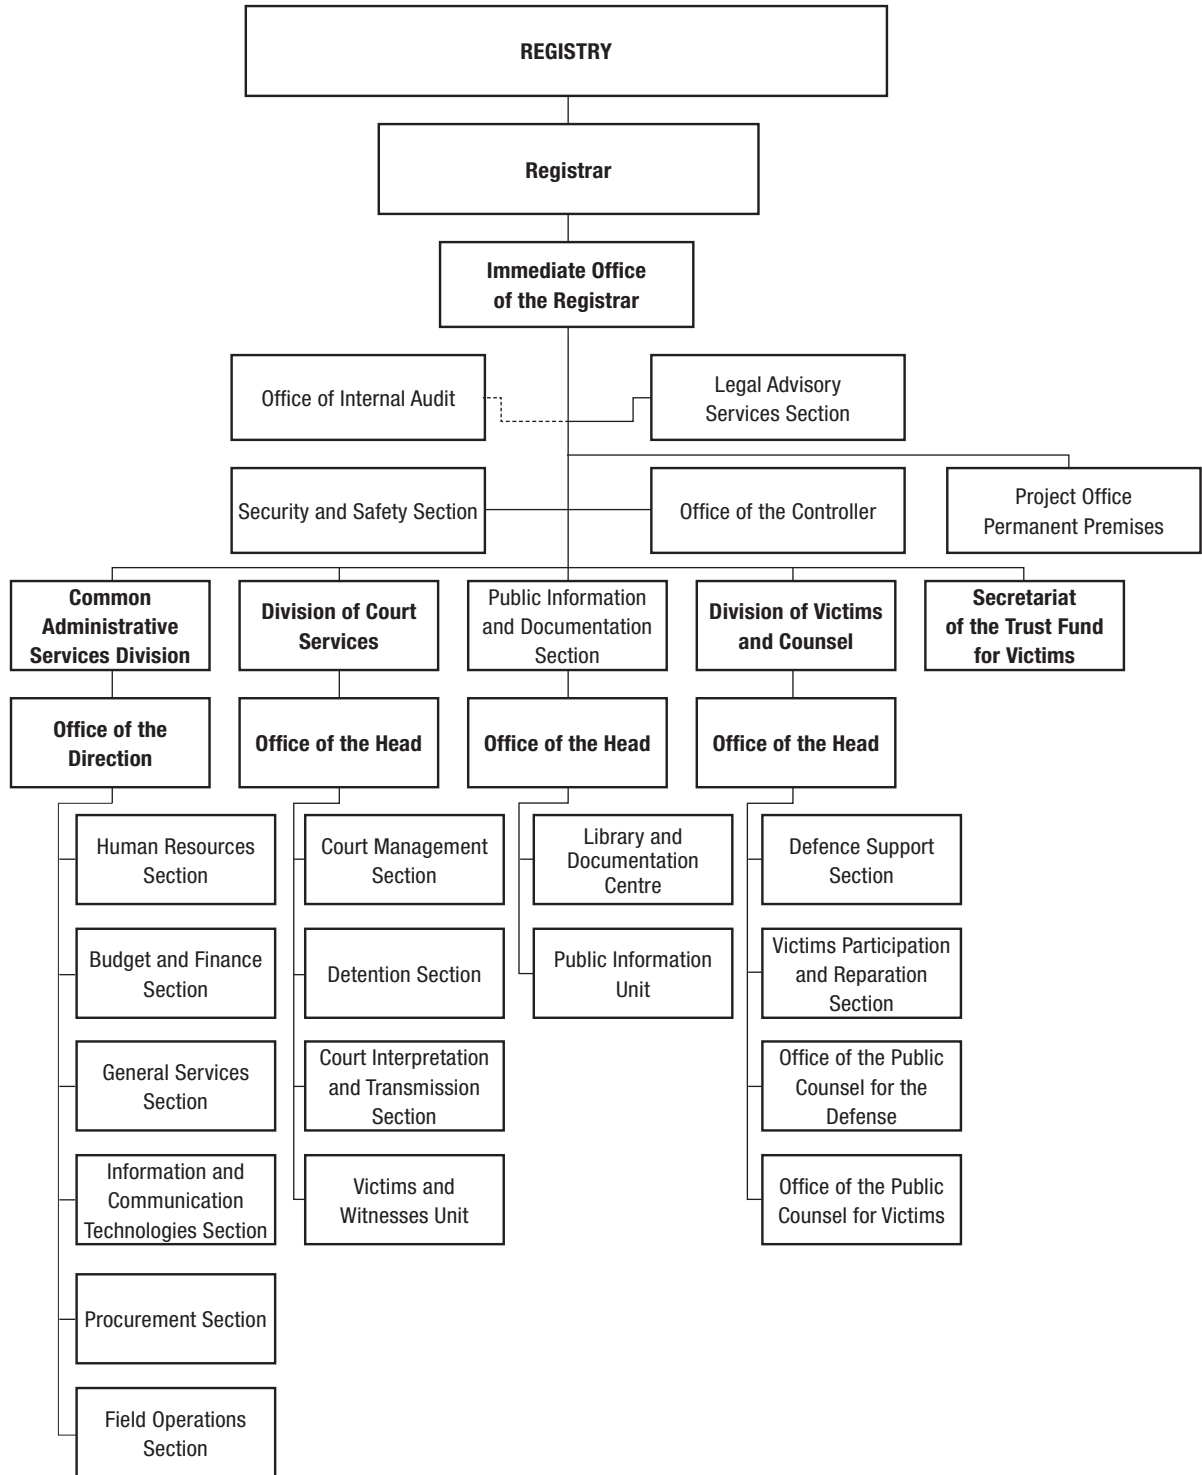 REGISTRY
Registrar
Immediate Office
of the Registrar
Office of Internal Audit
Legal Advisory
Services Section
Security and Safety Section
Office of the Controller
Project Office
Permanent Premises
Common
Administrative
Services Division
Division of Court
Services
Public Information
and Documentation
Section
Division of Victims
and Counsel
Secretariat
of the Trust Fund
for Victims
Office of the
Direction
Office of the Head
Office of the Head
Office of the Head
Human Resources
Section
Court Management
Section
Library and
Documentation
Centre
Defence Support
Section
Budget and Finance
Section
Detention Section
Public Information
Unit
Victims Participation
and Reparation
Section
General Services
Section
Court Interpretation
and Transmission
Section
Office of the Public
Counsel for the
Defense
Information and
Communication
Technologies Section
Victims and
Witnesses Unit
Office of the Public
Counsel for Victims
Procurement Section
Field Operations
Section